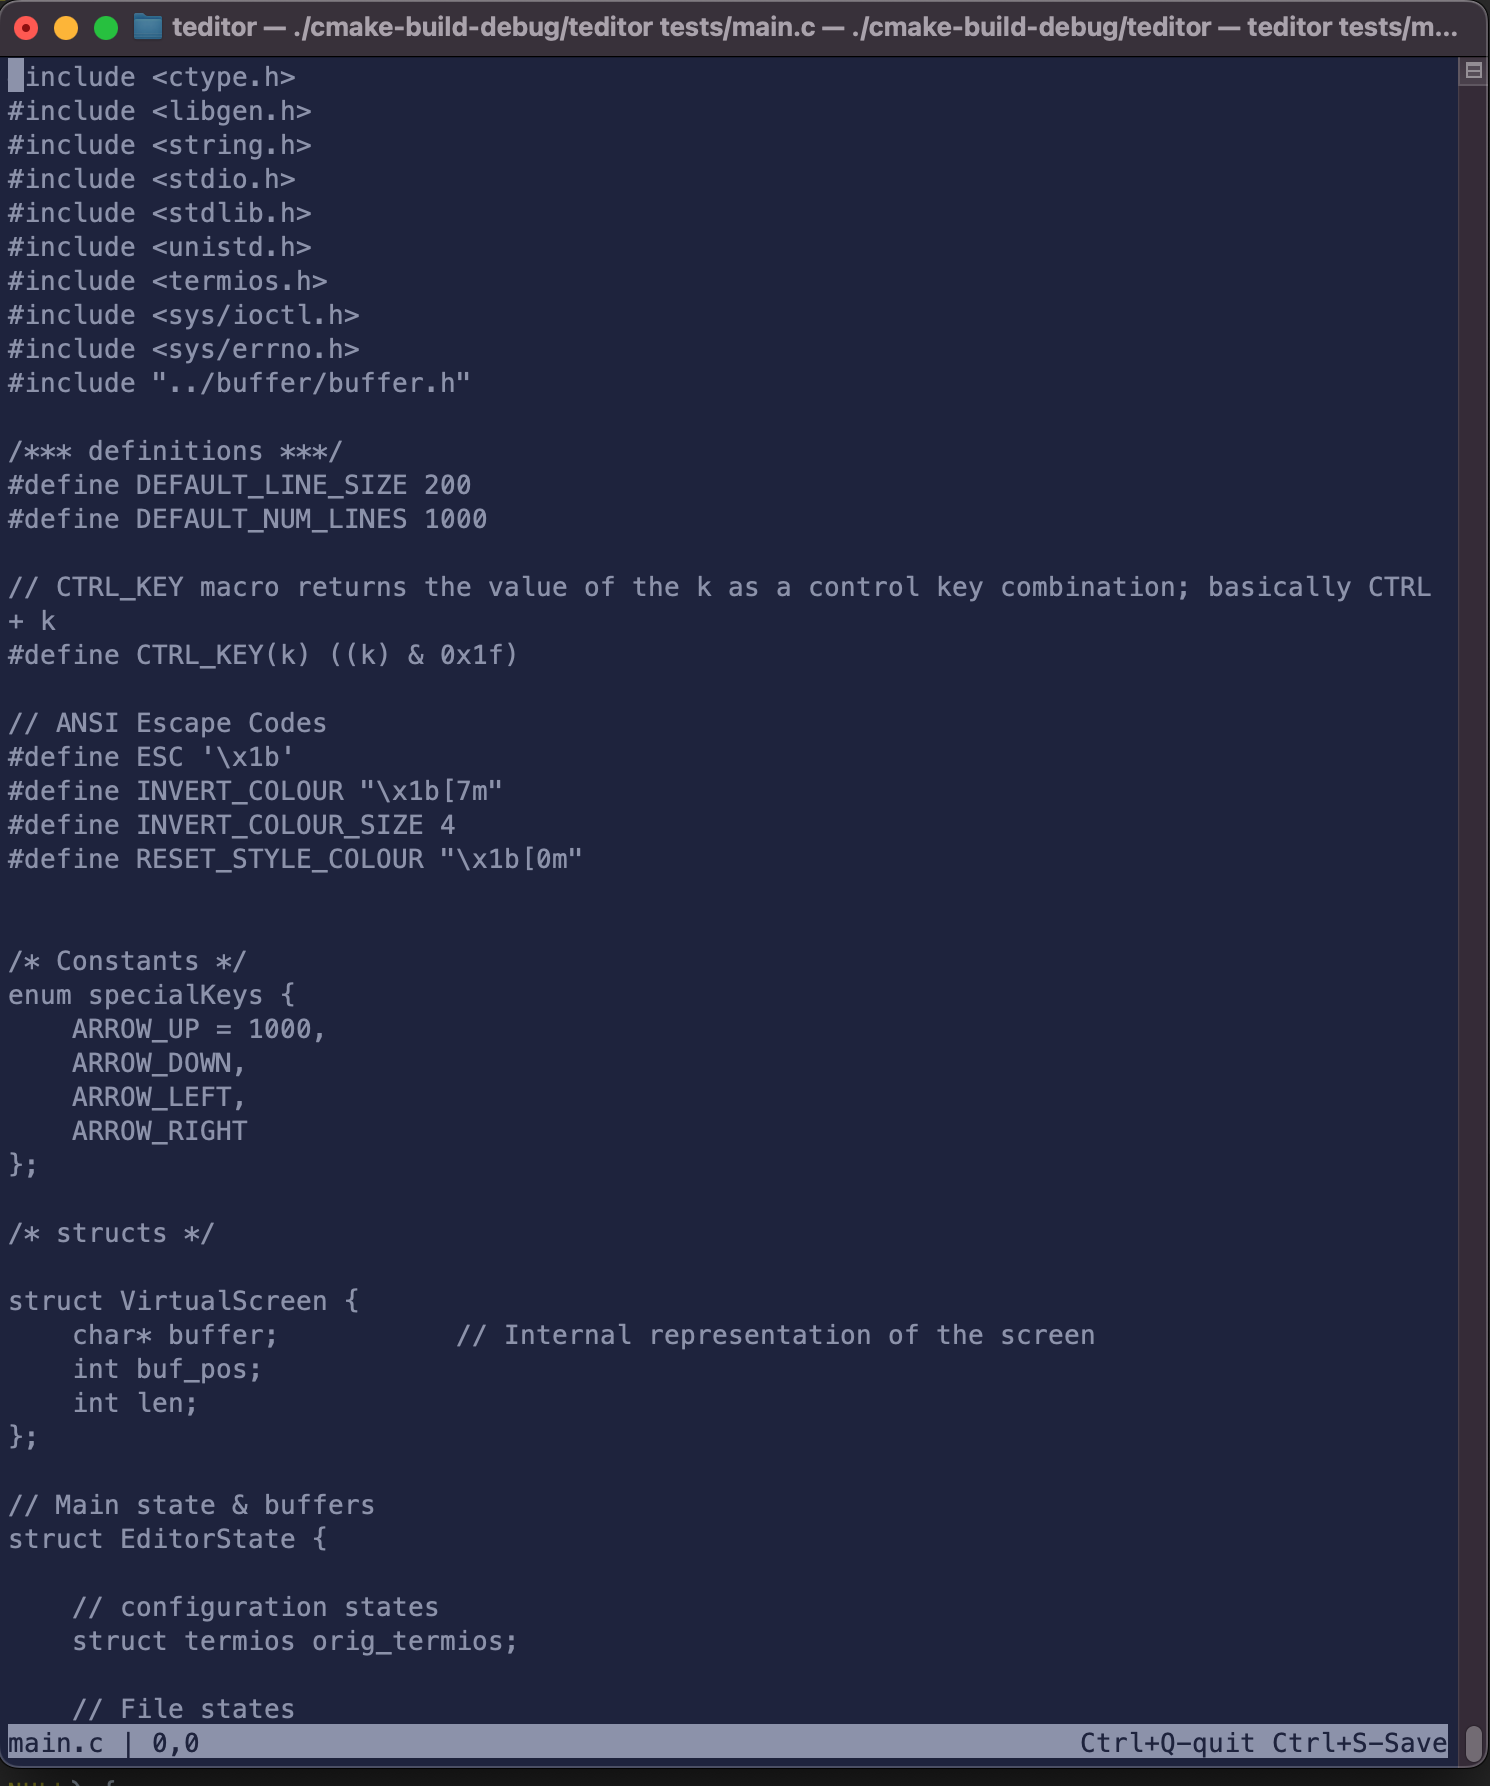 teditor — ./cmake-build-debug/teditor tests/main.c — ./cmake-build-debug/teditor — teditor tests/m...
include <ctype.h>
#include <libgen.h>
#include <string.h>
#include <stdio.h>
#include <stdlib.h>
#include <unistd.h>
#include <termios.h>
#include <sys/ioctl.h>
#include <sys/errno.h>
#include "../buffer/buffer.h"

/*** definitions ***/
#define DEFAULT_LINE_SIZE 200
#define DEFAULT_NUM_LINES 1000

// CTRL_KEY macro returns the value of the k as a control key combination; basically CTRL
+ k
#define CTRL_KEY(k) ((k) & 0x1f)

// ANSI Escape Codes
#define ESC '\x1b'
#define INVERT_COLOUR "\x1b[7m"
#define INVERT_COLOUR_SIZE 4
#define RESET_STYLE_COLOUR "\x1b[0m"


/* Constants */
enum specialKeys {
    ARROW_UP = 1000,
    ARROW_DOWN,
    ARROW_LEFT,
    ARROW_RIGHT
};

/* structs */

struct VirtualScreen {
    char* buffer;           // Internal representation of the screen
    int buf_pos;
    int len;
};

// Main state & buffers
struct EditorState {

    // configuration states
    struct termios orig_termios;

    // File states
main.c | 0,0 Ctrl+Q-quit Ctrl+S-Save